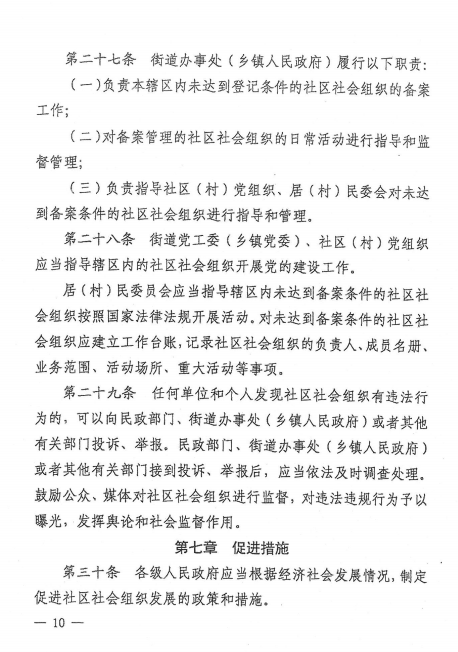 第二十七条　街道办事处（乡镇人民政府）履行以下职责：
（一）负责本辖区内未达到登记条件的社区社会组织的备案
工作；
（二）对备案管理的社区社会组织的日常活动进行指导和监
督管理；
（三）负责指导社区（村）党组织、居（村）民委会对未达
到备案条件的社区社会组织进行指导和管理。
第二十八条　街道党工委（乡镇党委）、社区（村）党组织
应当指导辖区内的社区社会组织开展党的建设工作。
居（村）民委员会应当指导辖区内未达到备案条件的社区社
会组织按照国家法律法规开展活动。对未达到备案条件的社区社
会组织应建立工作台账，记录社区社会组织的负责人、成员名册、
业务范围、活动场所、重大活动等事项。
第二十九条　任何单位和个人发现社区社会组织有违法行
为的，可以向民政部门、街道办事处（乡镇人民政府）或者其他
有关部门投诉、举报。民政部门、街道办事处（乡镇人民政府）
或者其他有关部门接到投诉、举报后，应当依法及时调查处理。
鼓励公众、媒体对社区社会组织进行监督，对违法违规行为予以
曝光，发挥舆论和社会监督作用。
第七章　促进措施
第三十条　各级人民政府应当根据经济社会发展情况，制定
促进社区社会组织发展的政策和措施。
— 10 —